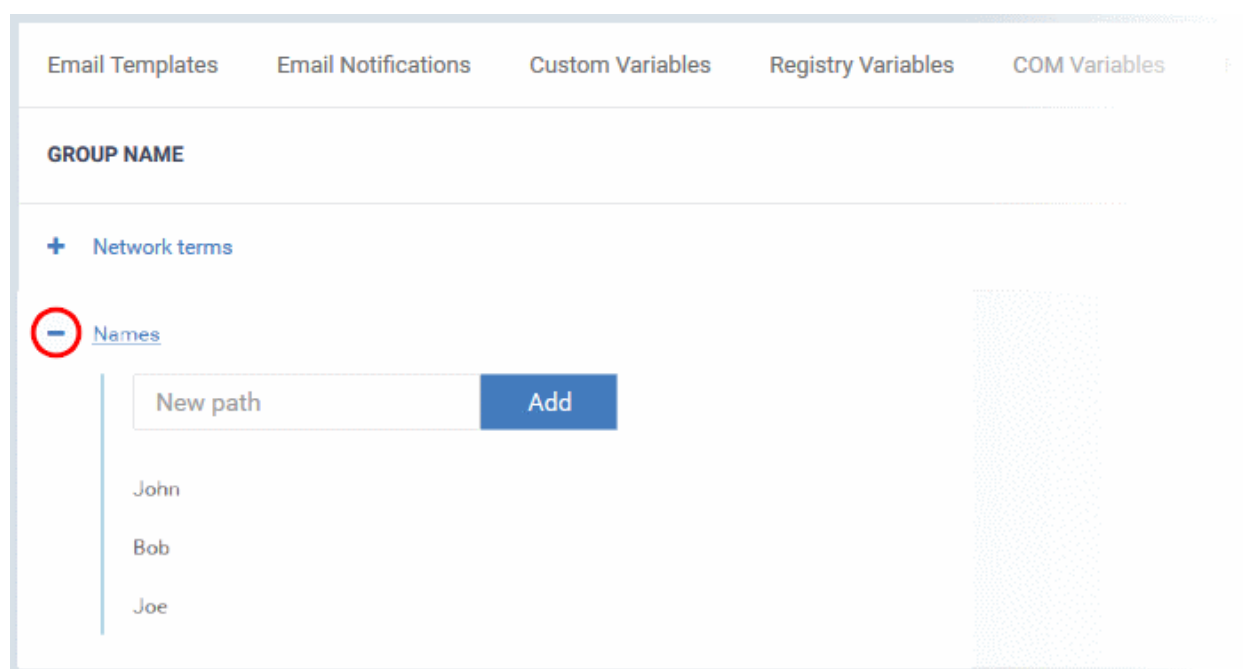 Email Templates Email Notifications Custom Variables Registry Variables COM Variables
GROUP NAME
+ Network terms
− Names
New path Add
John
Bob
Joe